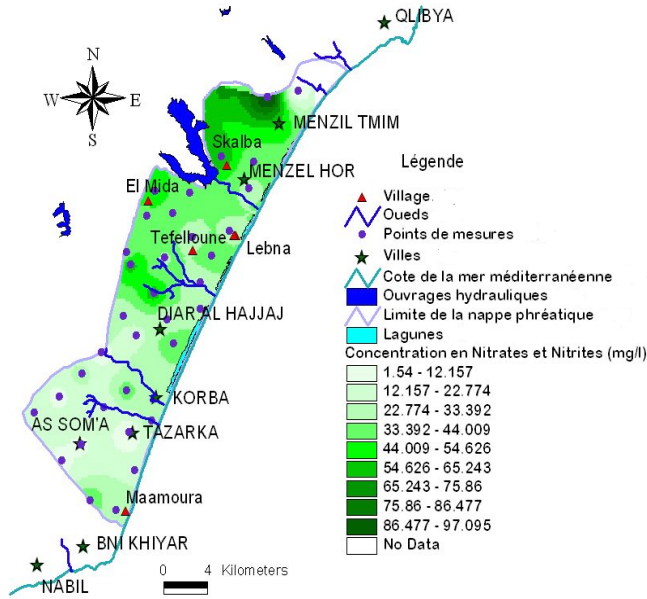 QLIBYA
N
W
E
S
MENZIL TMIM
Skalba
MENZEL HOR
El Mida
Tefelloune
Lebna
DIAR AL HAJJAJ
KORBA
AS SOM'A
TAZARKA
Maamoura
BNI KHIYAR
NABIL
0 4 Kilometers
Légende
Village
Oueds
Points de mesures
Villes
Cote de la mer méditerranéenne
Ouvrages hydrauliques
Limite de la nappe phréatique
Lagunes
Concentration en Nitrates et Nitrites (mg/l)
1.54 - 12.157
12.157 - 22.774
22.774 - 33.392
33.392 - 44.009
44.009 - 54.626
54.626 - 65.243
65.243 - 75.86
75.86 - 86.477
86.477 - 97.095
No Data